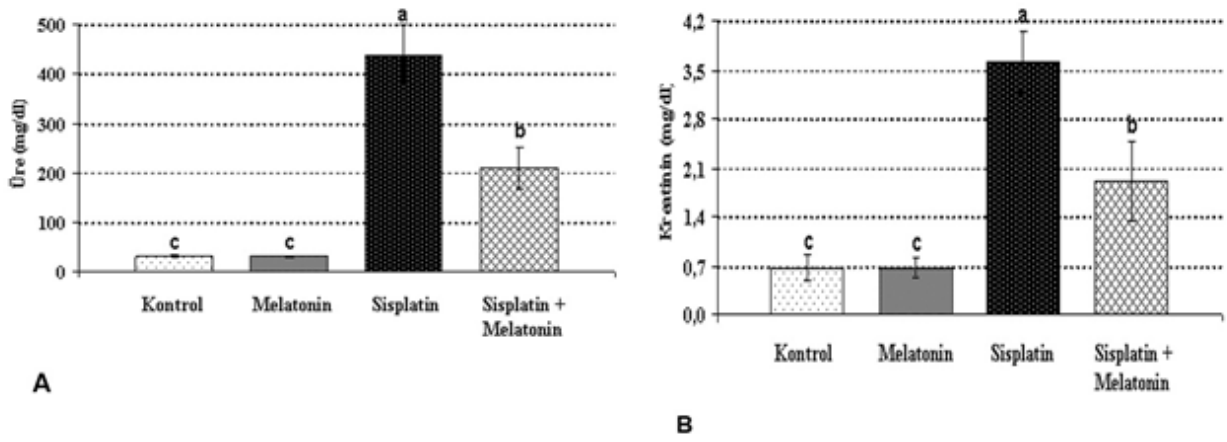 a
500
400
300
200
100
0
Üre (mg/dl)
b
c
c
Kontrol
Melatonin
Sisplatin
Sisplatin +
Melatonin
A
a
4,2
3,5
2,8
2,1
1,4
0,7
0,0
Kreatinin (mg/dl)
b
c
c
Kontrol
Melatonin
Sisplatin
Sisplatin +
Melatonin
B